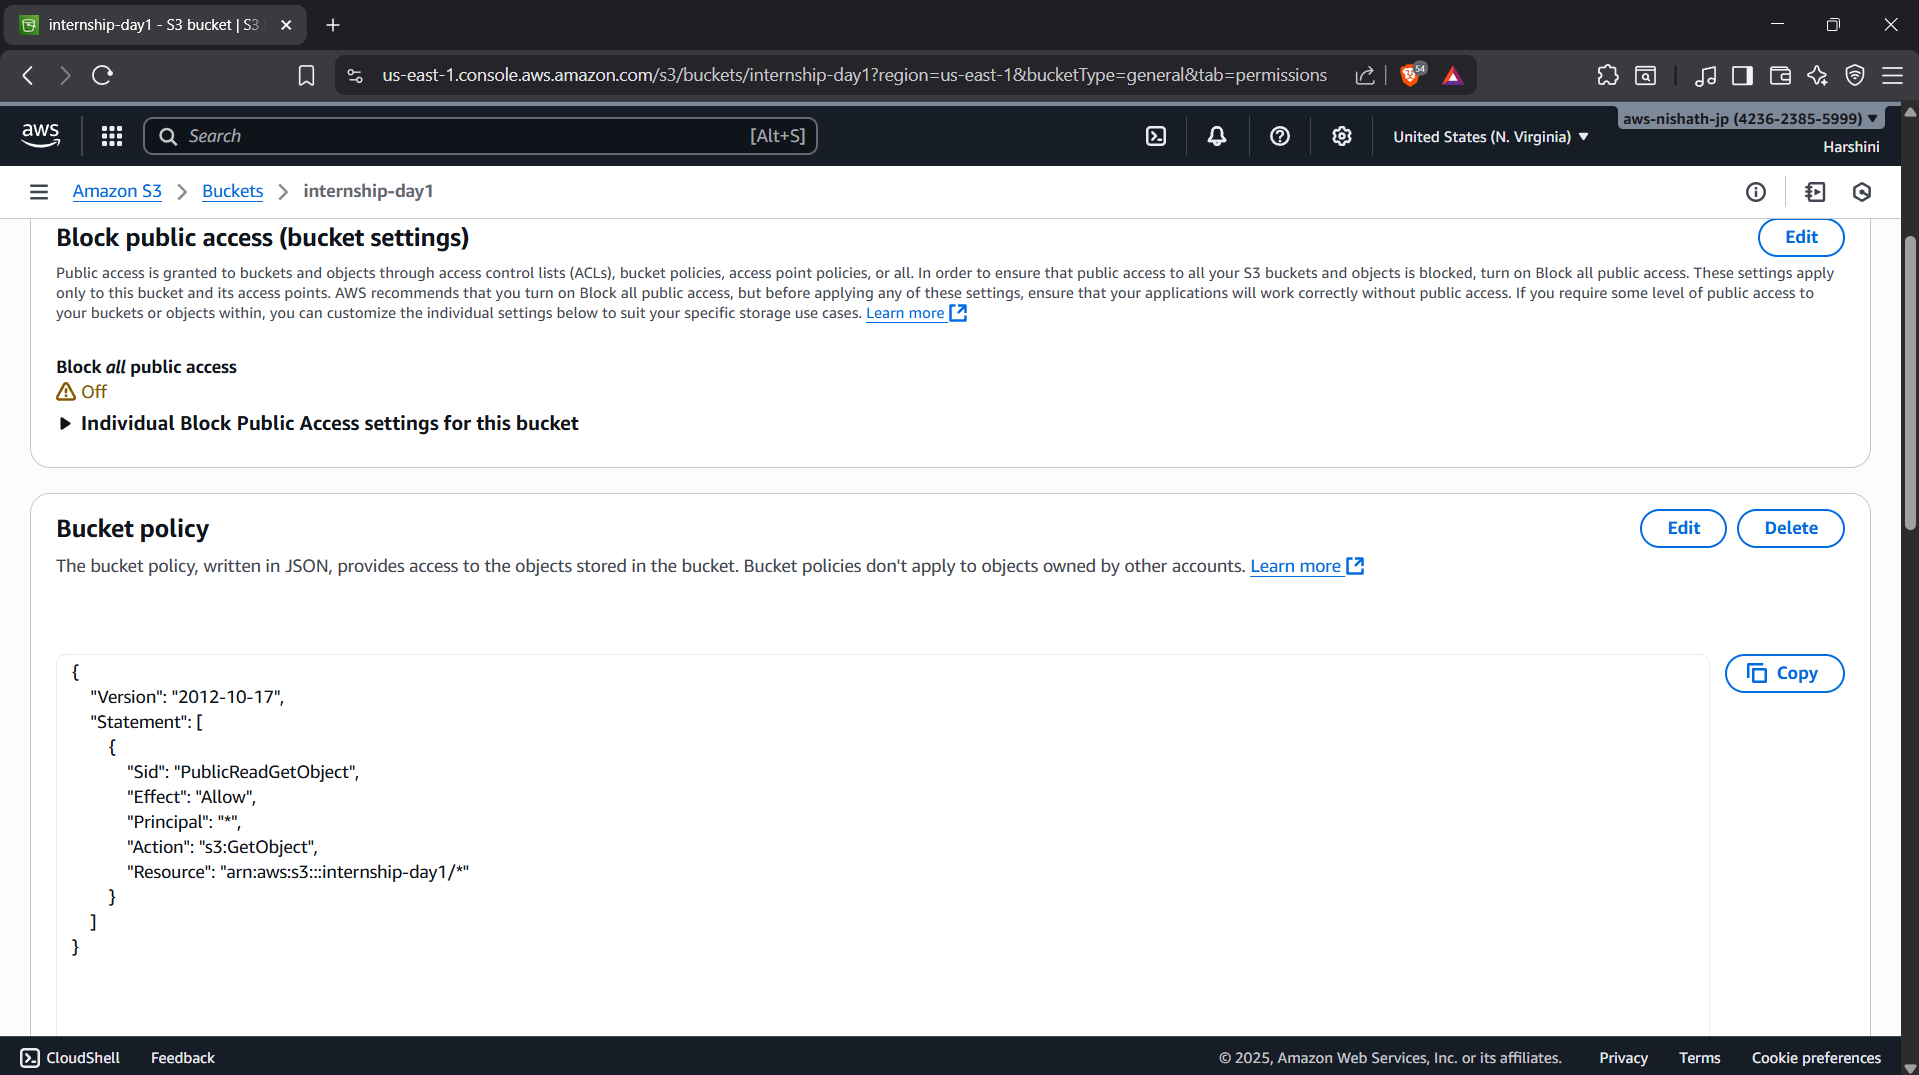 internship-day1 - S3 bucket | S3
us-east-1.console.aws.amazon.com/s3/buckets/internship-day1?region=us-east-1&bucketType=general&tab=permissions
54
aws
Search
[Alt+S]
United States (N. Virginia)
aws-nishath-jp (4236-2385-5999)
Harshini
Amazon S3
Buckets
internship-day1
Block public access (bucket settings)
Edit
Public access is granted to buckets and objects through access control lists (ACLs), bucket policies, access point policies, or all. In order to ensure that public access to all your S3 buckets and objects is blocked, turn on Block all public access. These settings apply
only to this bucket and its access points. AWS recommends that you turn on Block all public access, but before applying any of these settings, ensure that your applications will work correctly without public access. If you require some level of public access to
your buckets or objects within, you can customize the individual settings below to suit your specific storage use cases. Learn more
Block all public access
Off
Individual Block Public Access settings for this bucket
Bucket policy
Edit
Delete
The bucket policy, written in JSON, provides access to the objects stored in the bucket. Bucket policies don't apply to objects owned by other accounts. Learn more
Copy
{
"Version": "2012-10-17",
"Statement": [
{
"Sid": "PublicReadGetObject",
"Effect": "Allow",
"Principal": "*",
"Action": "s3:GetObject",
"Resource": "arn:aws:s3:::internship-day1/*"
}
]
}
CloudShell
Feedback
© 2025, Amazon Web Services, Inc. or its affiliates.
Privacy
Terms
Cookie preferences